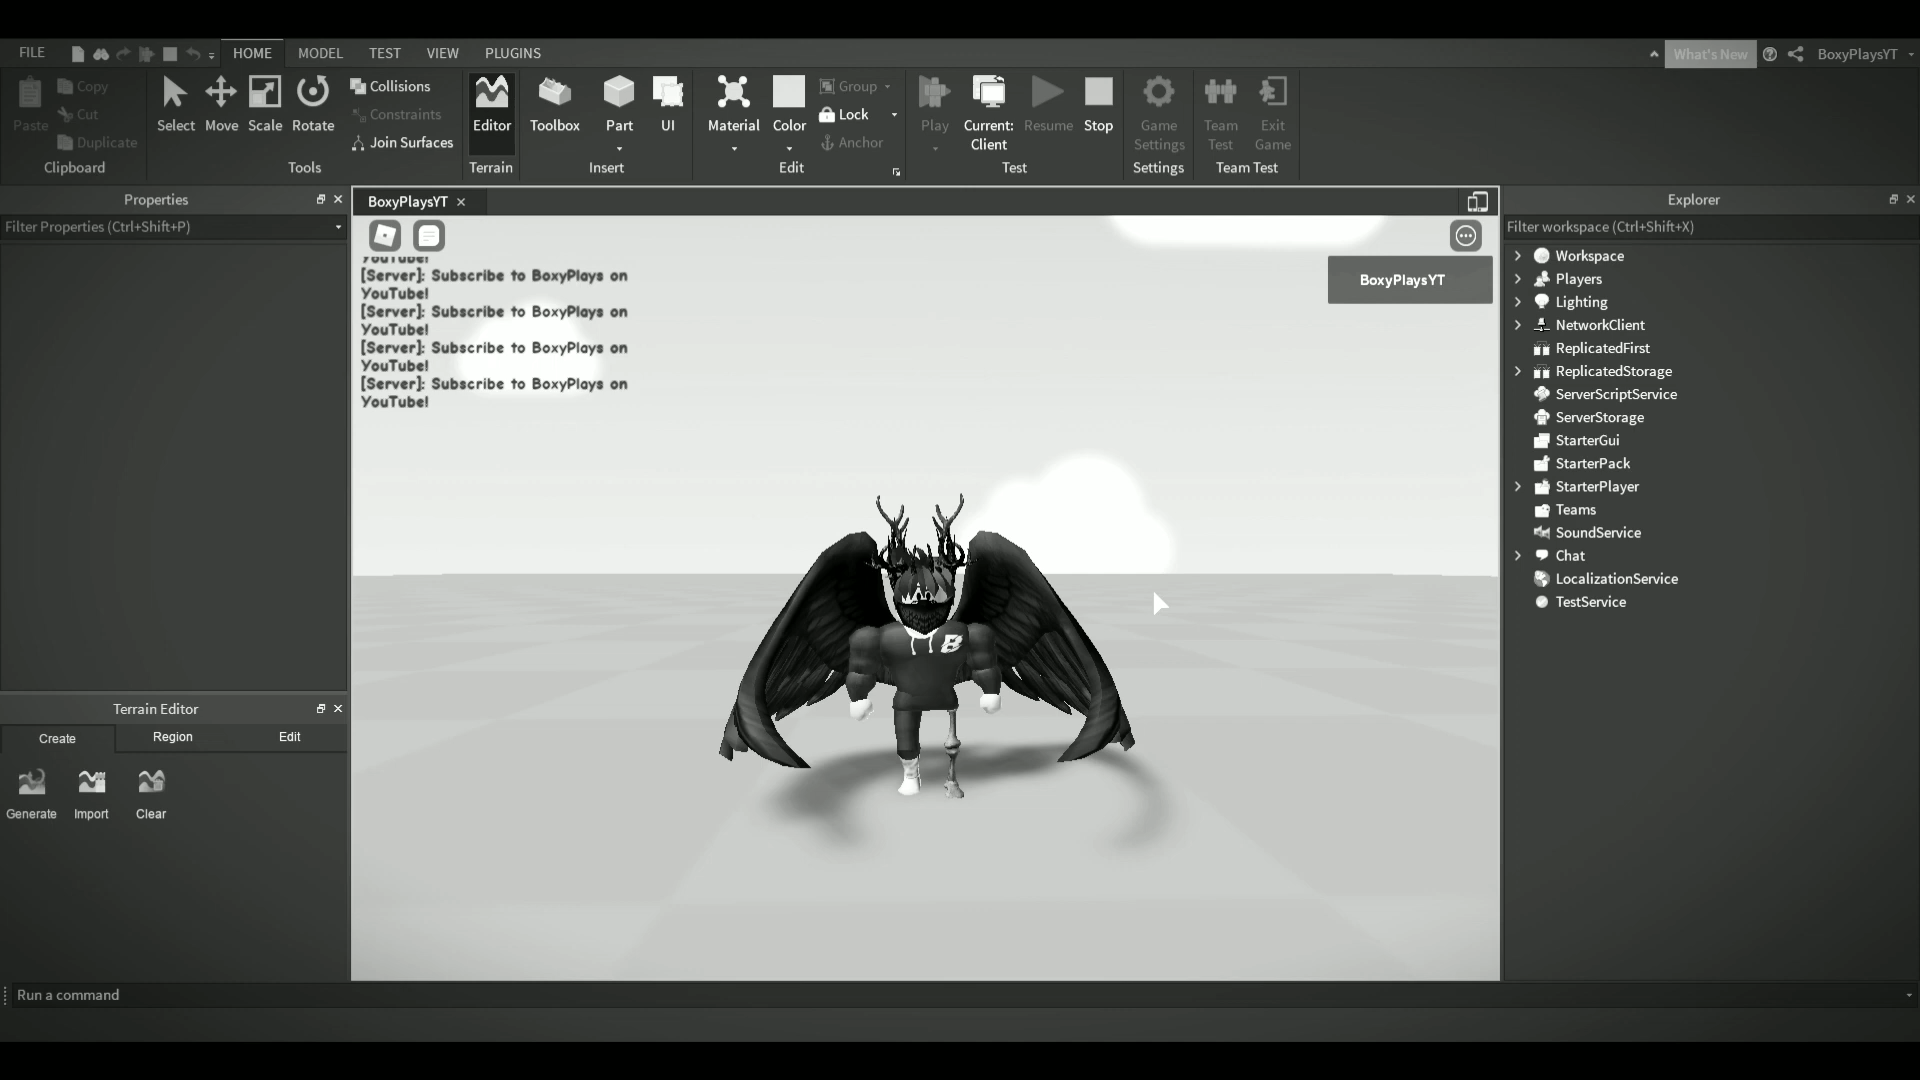 FILE
HOME
MODEL
TEST
VIEW
PLUGINS
What's New
BoxyPlaysYT
Paste
Copy
Cut
Duplicate
Clipboard
Select
Move
Scale
Rotate
Collisions
Constraints
Join Surfaces
Tools
Editor
Terrain
Toolbox
Part
UI
Insert
Material
Color
Group
Lock
Anchor
Edit
Play
Current:
Client
Resume
Stop
Test
Game
Settings
Settings
Team
Test
Exit
Game
Team Test
Properties
Filter Properties (Ctrl+Shift+P)
Terrain Editor
Create
Region
Edit
Generate
Import
Clear
BoxyPlaysYT
YouTube!
[Server]: Subscribe to BoxyPlays on
YouTube!
[Server]: Subscribe to BoxyPlays on
YouTube!
[Server]: Subscribe to BoxyPlays on
YouTube!
[Server]: Subscribe to BoxyPlays on
YouTube!
BoxyPlaysYT
B
Explorer
Filter workspace (Ctrl+Shift+X)
Workspace
Players
Lighting
NetworkClient
ReplicatedFirst
ReplicatedStorage
ServerScriptService
ServerStorage
StarterGui
StarterPack
StarterPlayer
Teams
SoundService
Chat
LocalizationService
TestService
Run a command